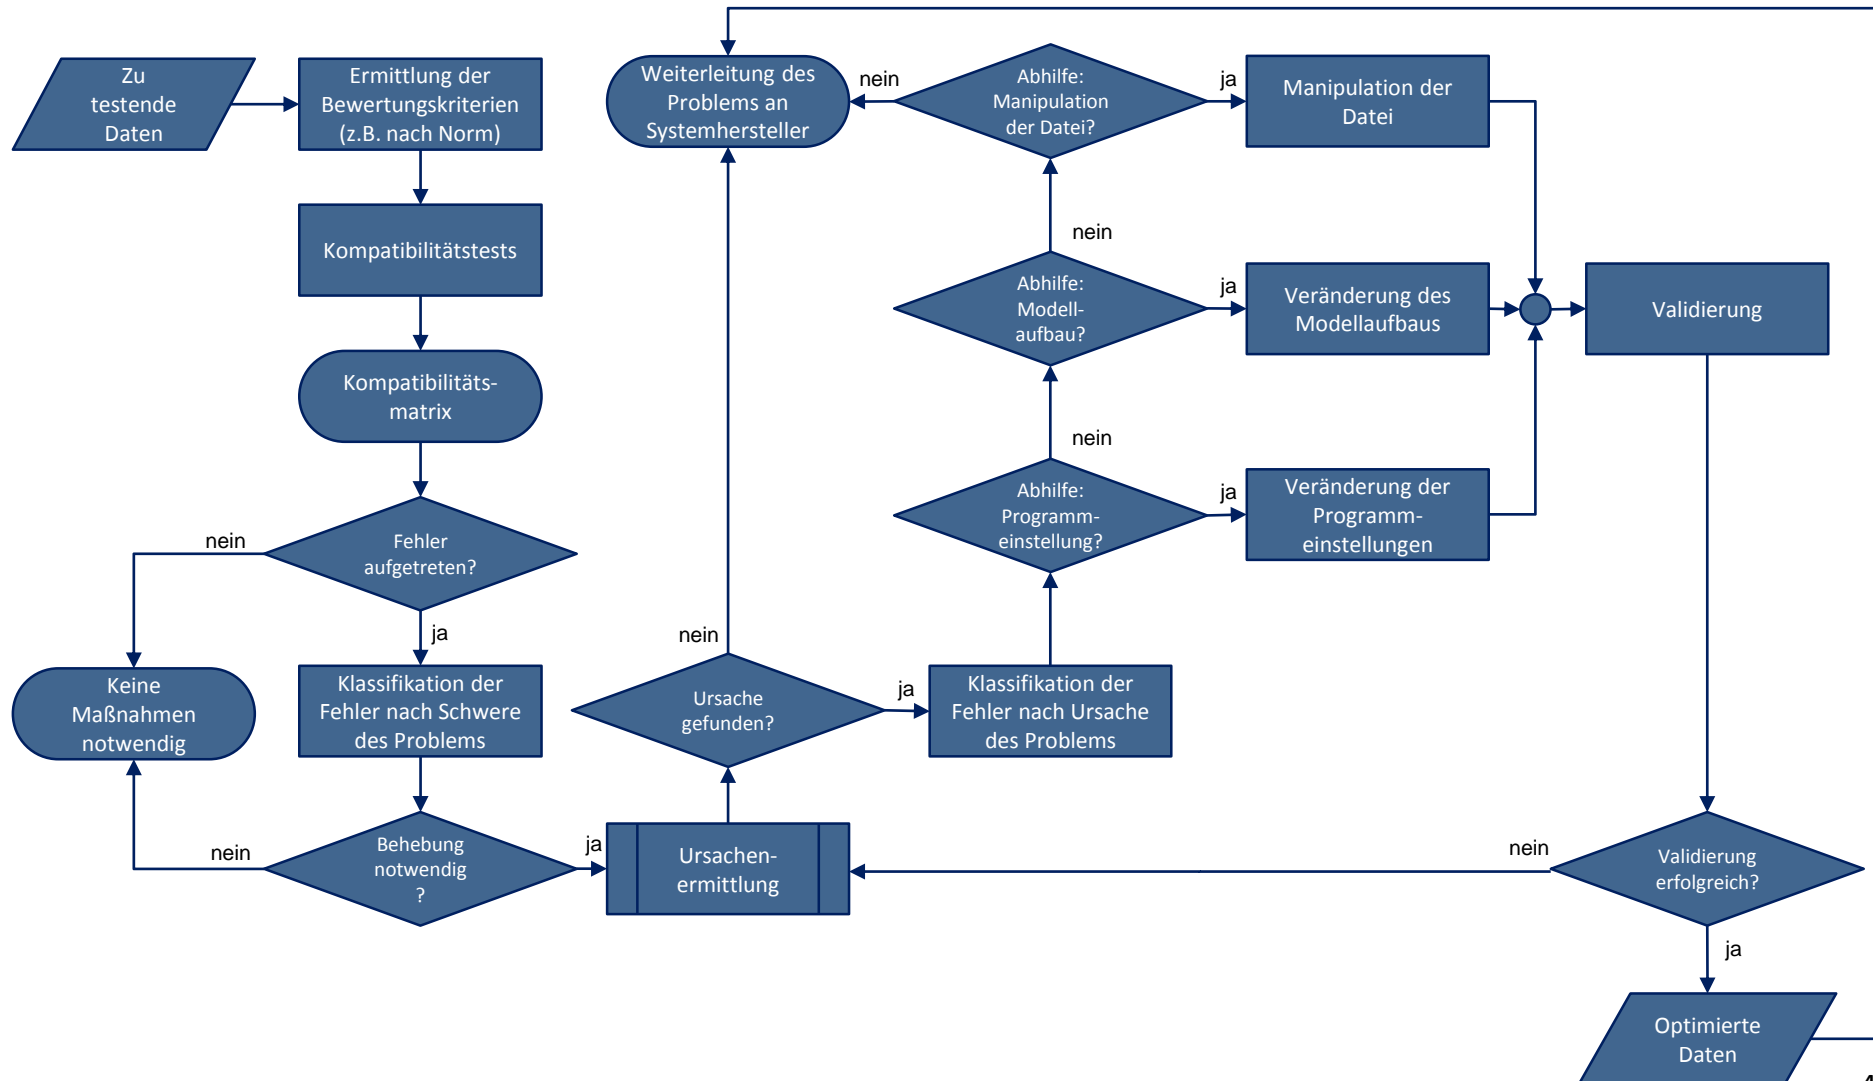 Zu
testende
Daten
Ermittlung der
Bewertungskriterien
(z.B. nach Norm)
Kompatibilitätstests
Kompatibilitäts-
matrix
Fehler
aufgetreten?
nein
ja
Keine
Maßnahmen
notwendig
Klassifikation der
Fehler nach Schwere
des Problems
Behebung
notwendig
?
nein
ja
Ursachen-
ermittlung
Ursache
gefunden?
nein
ja
Weiterleitung des
Problems an
Systemhersteller
Klassifikation der
Fehler nach Ursache
des Problems
Abhilfe:
Programm-
einstellung?
ja
nein
Veränderung der
Programm-
einstellungen
Abhilfe:
Modell-
aufbau?
ja
nein
Veränderung des
Modellaufbaus
Abhilfe:
Manipulation
der Datei?
nein
ja
Manipulation der
Datei
Validierung
Validierung
erfolgreich?
nein
ja
Optimierte
Daten